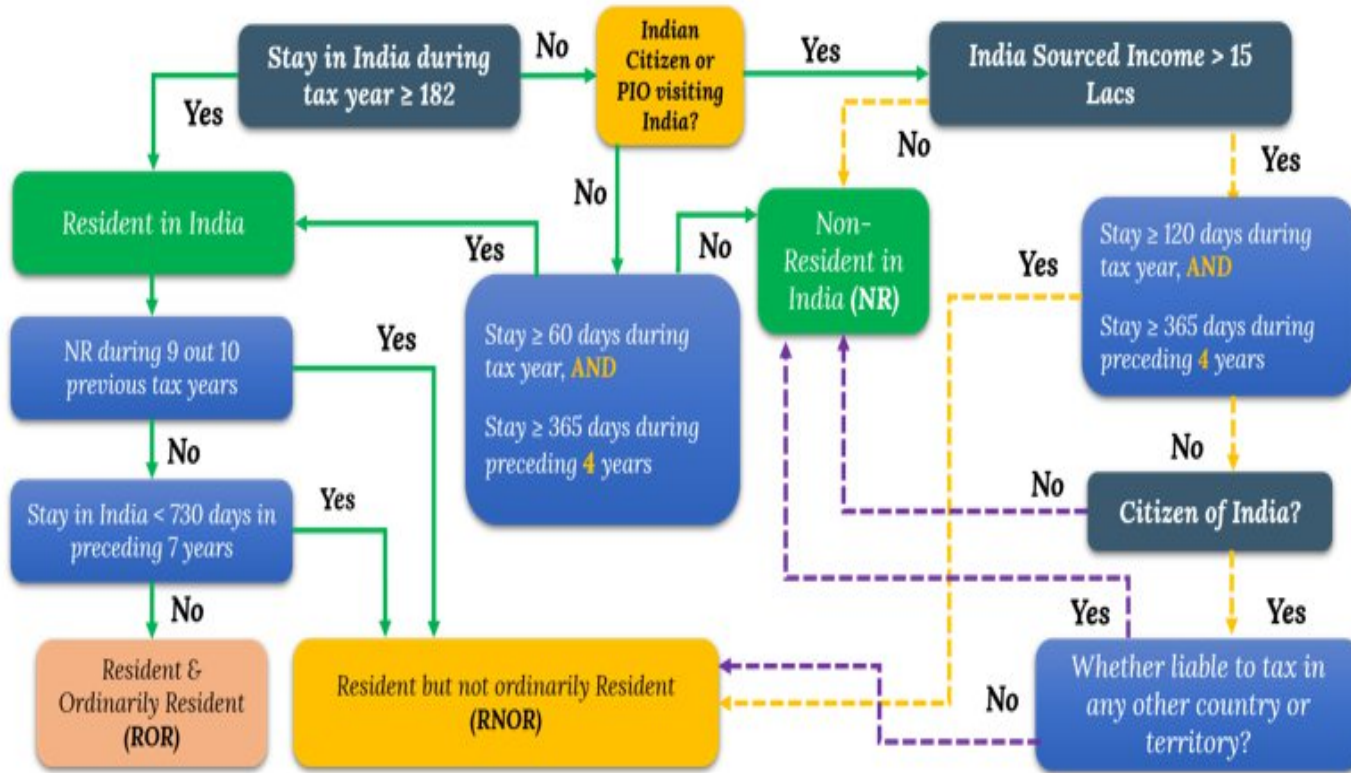 Stay in India during
tax year ≥ 182
No
Indian
Citizen or
PIO visiting
India?
Yes
India Sourced Income > 15
Lacs
Yes
No
No
Yes
Resident in India
Yes
No
Non-
Resident in
India (NR)
Yes
Stay ≥ 120 days during
tax year, AND
Stay ≥ 365 days during
preceding 4 years
NR during 9 out 10
previous tax years
Yes
Stay ≥ 60 days during
tax year, AND
Stay ≥ 365 days during
preceding 4 years
No
No
No
Citizen of India?
Stay in India < 730 days in
preceding 7 years
Yes
No
Yes
Yes
Resident &
Ordinarily Resident
(ROR)
Resident but not ordinarily Resident
(RNOR)
No
Whether liable to tax in
any other country or
territory?